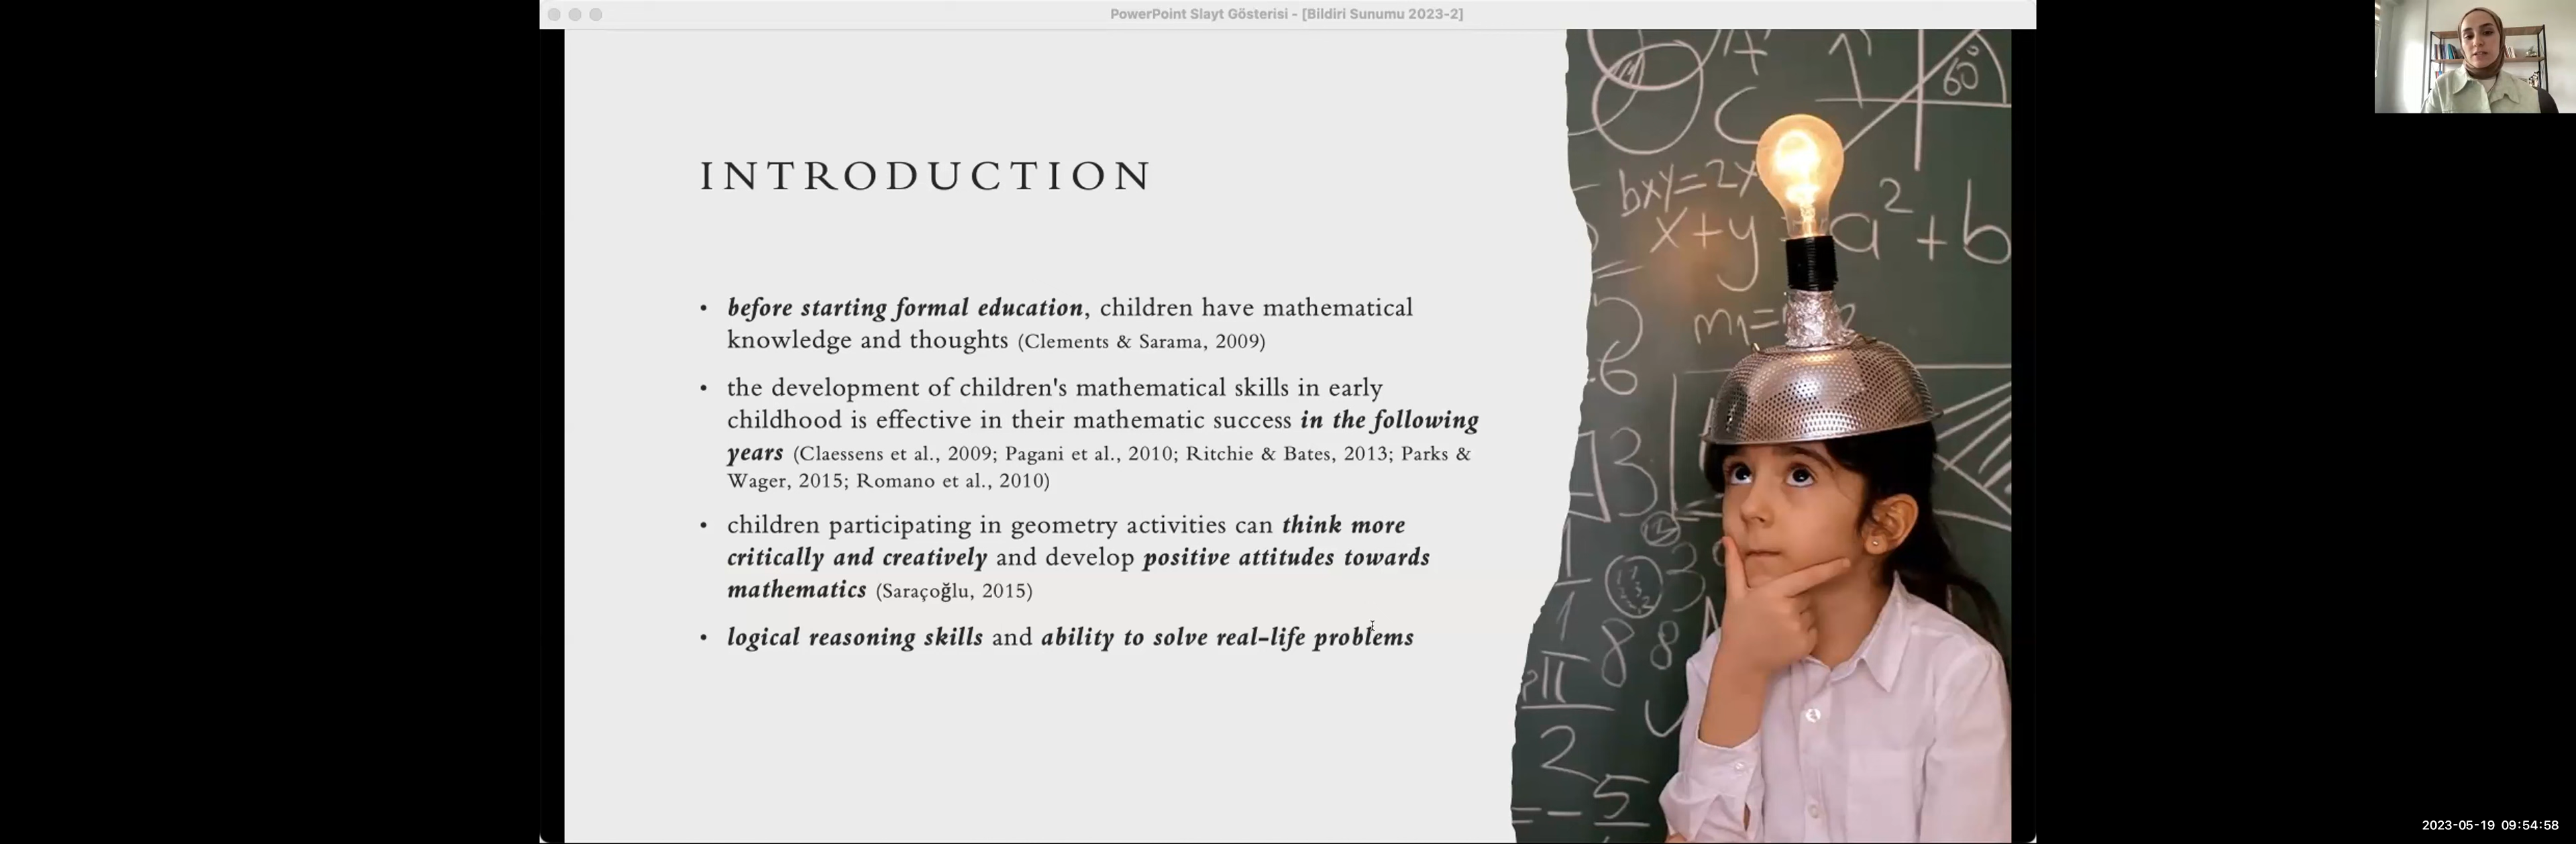 PowerPoint Slayt Gösterisi - [Bildiri Sunumu 2023-2]
INTRODUCTION
• before starting formal education, children have mathematical
knowledge and thoughts (Clements & Sarama, 2009)
• the development of children's mathematical skills in early
childhood is effective in their mathematic success in the following
years (Claessens et al., 2009; Pagani et al., 2010; Ritchie & Bates, 2013; Parks &
Wager, 2015; Romano et al., 2010)
• children participating in geometry activities can think more
critically and creatively and develop positive attitudes towards
mathematics (Saraçoğlu, 2015)
• logical reasoning skills and ability to solve real-life problems
60°
bxy=2x
x+y
a²+b
m₁=
2023-05-19 09:54:58